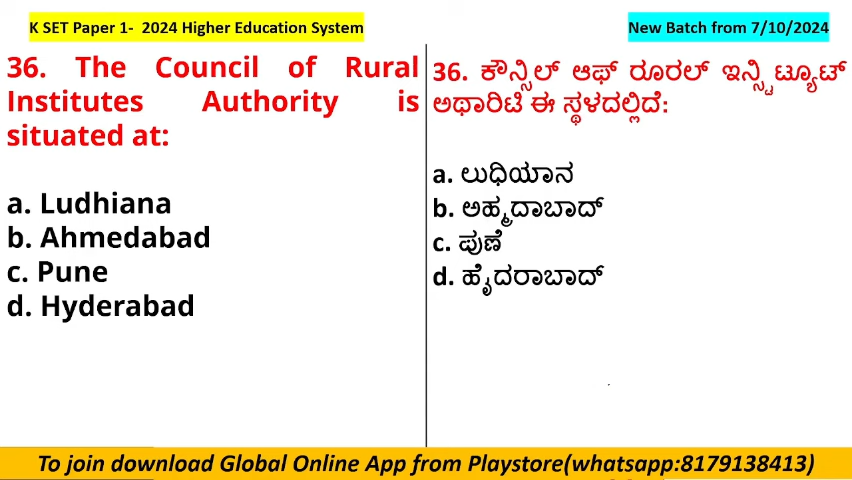 K SET Paper 1-  2024 Higher Education System
New Batch from 7/10/2024
36. The Council of Rural
Institutes Authority is
situated at:
a. Ludhiana
b. Ahmedabad
c. Pune
d. Hyderabad
36. ಕೌನ್ಸಿಲ್ ಆಫ್ ರೂರಲ್ ಇನ್ಸ್ಟಿಟ್ಯೂಟ್
ಅಥಾರಿಟಿ ಈ ಸ್ಥಳದಲ್ಲಿದೆ:
a. ಲುಧಿಯಾನ
b. ಅಹ್ಮದಾಬಾದ್
c. ಪುಣೆ
d. ಹೈದರಾಬಾದ್
To join download Global Online App from Playstore(whatsapp:8179138413)